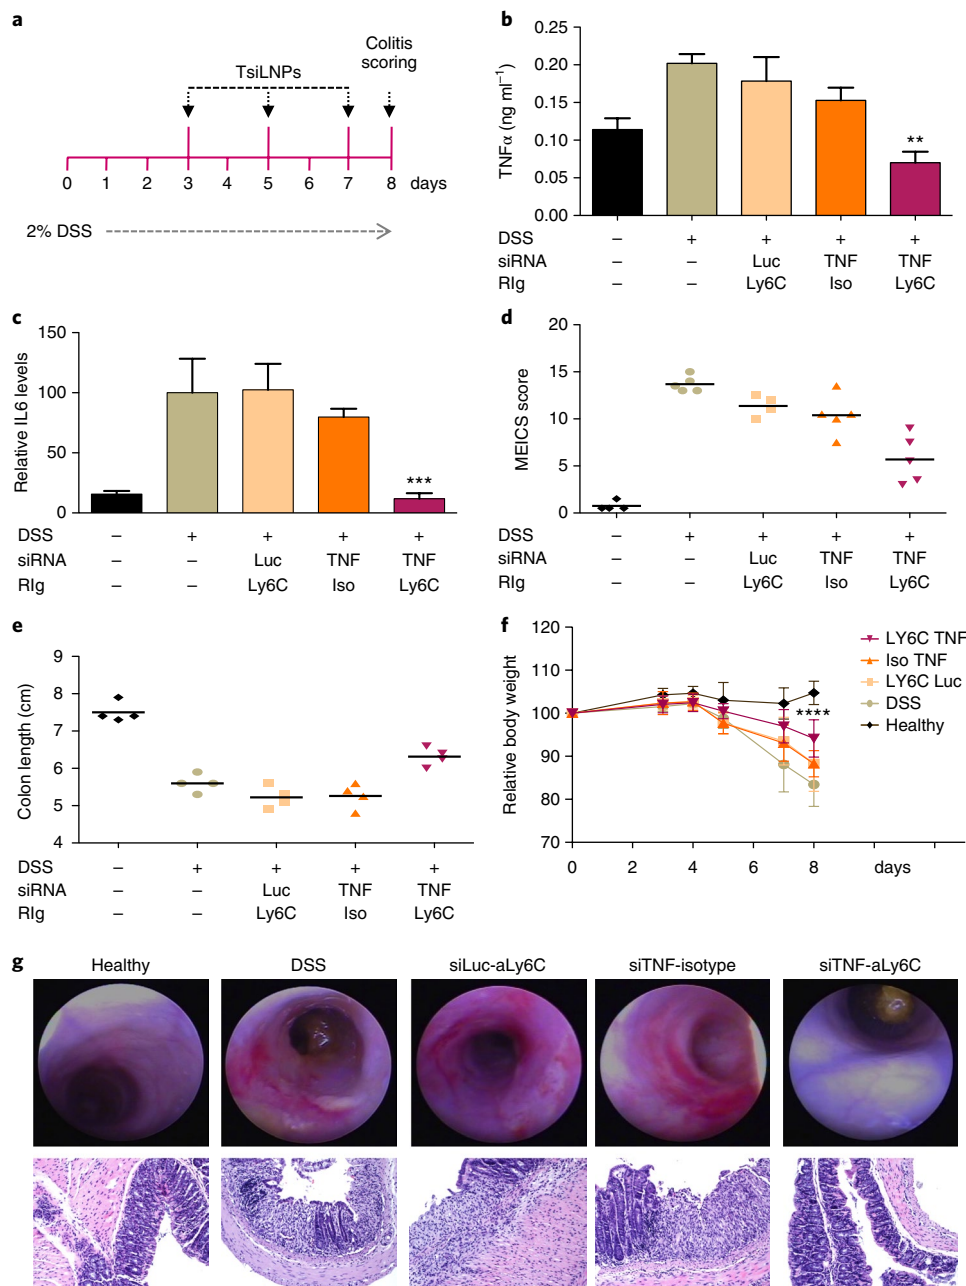 a
Colitis
scoring
TsiLNPs
0 1 2 3 4 5 6 7 8 days
2% DSS
b
TNFα (ng ml⁻¹)
0.25
0.20
0.15
0.10
0.05
0.00
**
DSS – + + + +
siRNA – – Luc TNF TNF
RIg – – Ly6C Iso Ly6C
c
Relative IL6 levels
150
100
50
0
***
DSS – + + + +
siRNA – – Luc TNF TNF
RIg – – Ly6C Iso Ly6C
d
MEICS score
20
15
10
5
0
DSS – + + + +
siRNA – – Luc TNF TNF
RIg – – Ly6C Iso Ly6C
e
Colon length (cm)
9
8
7
6
5
4
DSS – + + + +
siRNA – – Luc TNF TNF
RIg – – Ly6C Iso Ly6C
f
Relative body weight
120
110
100
90
80
70
0 2 4 6 8 days
****
LY6C TNF
Iso TNF
LY6C Luc
DSS
Healthy
g
Healthy DSS siLuc-aLy6C siTNF-isotype siTNF-aLy6C